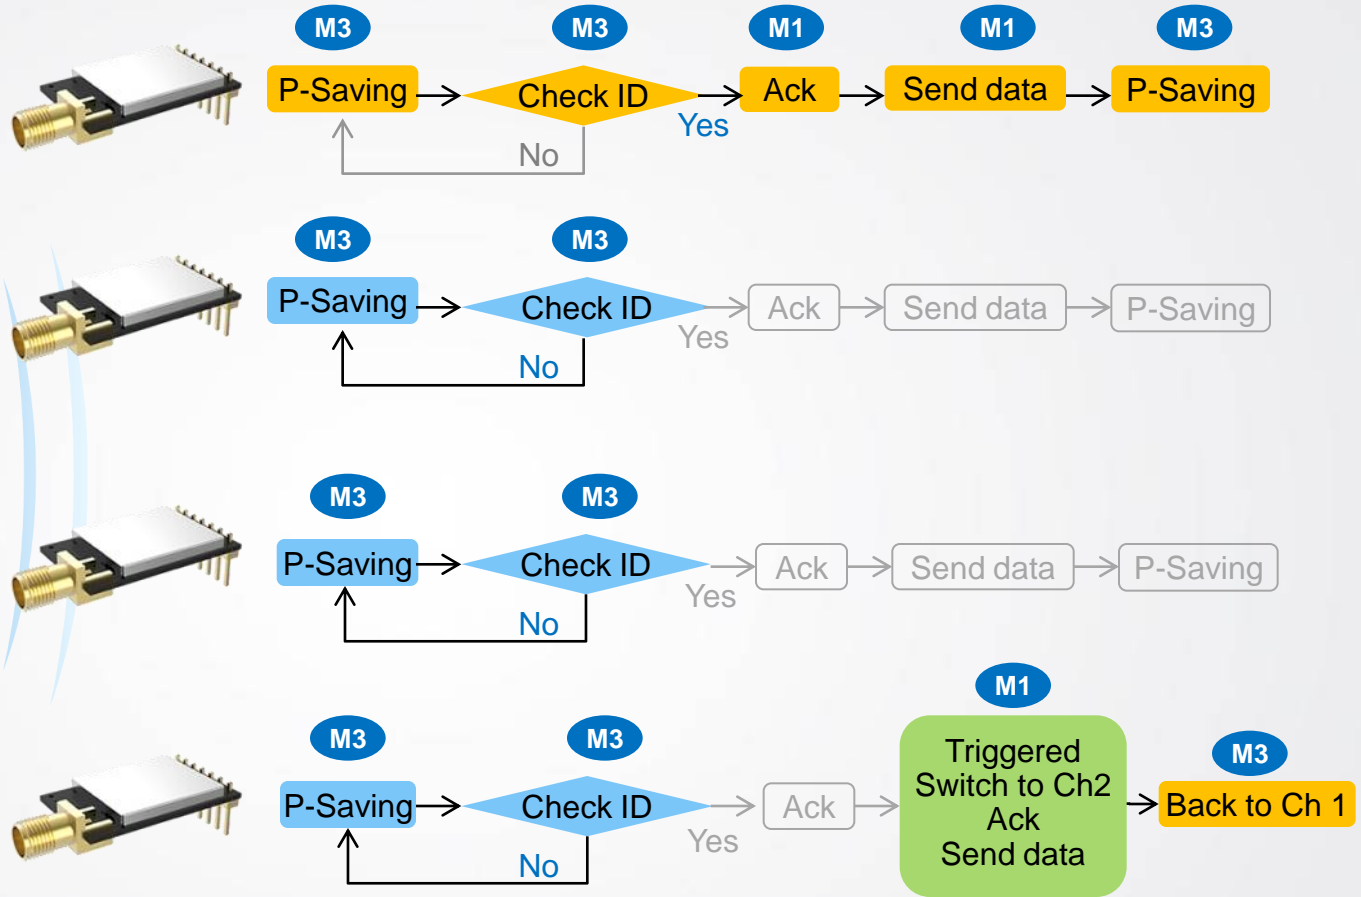 M3
M3
M1
M1
M3
P-Saving
Check ID
Ack
Send data
P-Saving
Yes
No
M3
M3
P-Saving
Check ID
Ack
Send data
P-Saving
Yes
No
M3
M3
P-Saving
Check ID
Ack
Send data
P-Saving
Yes
No
M1
M3
M3
M3
P-Saving
Check ID
Ack
Triggered
Switch to Ch2
Ack
Send data
Back to Ch 1
Yes
No